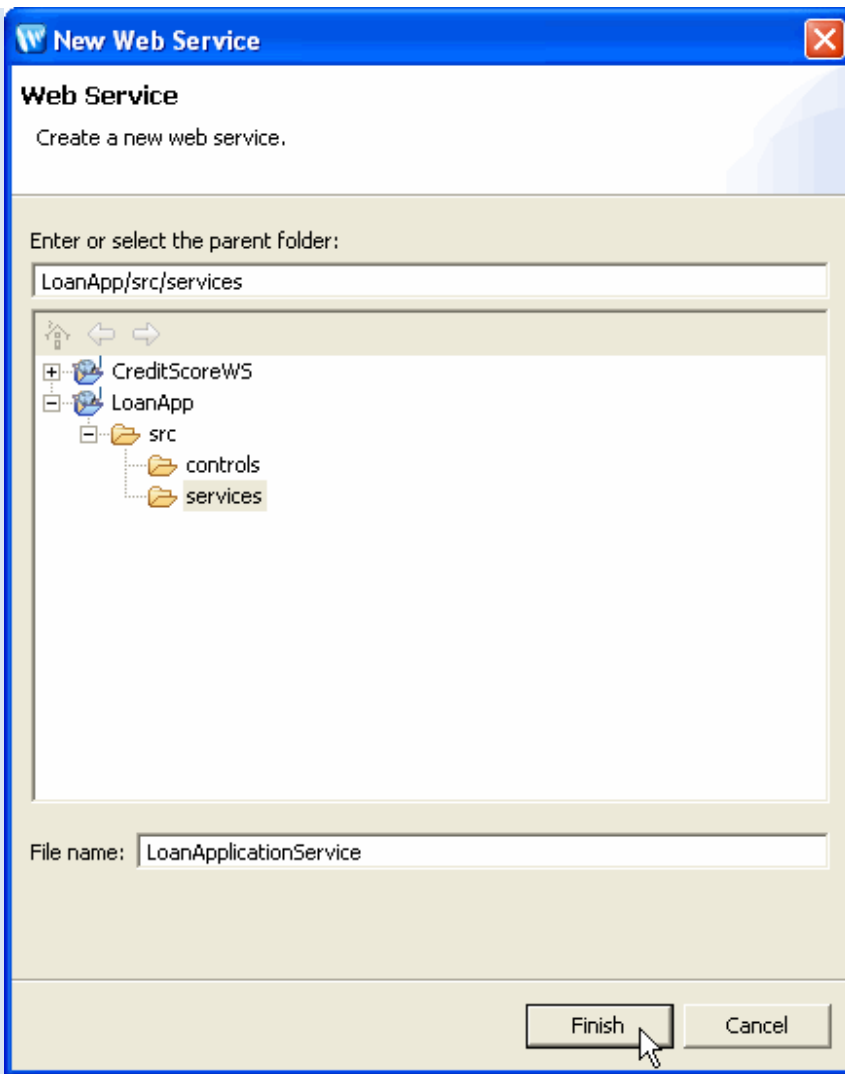 New Web Service
Web Service
Create a new web service.
Enter or select the parent folder:
LoanApp/src/services
CreditScoreWS
LoanApp
src
controls
services
File name: LoanApplicationService
Finish Cancel